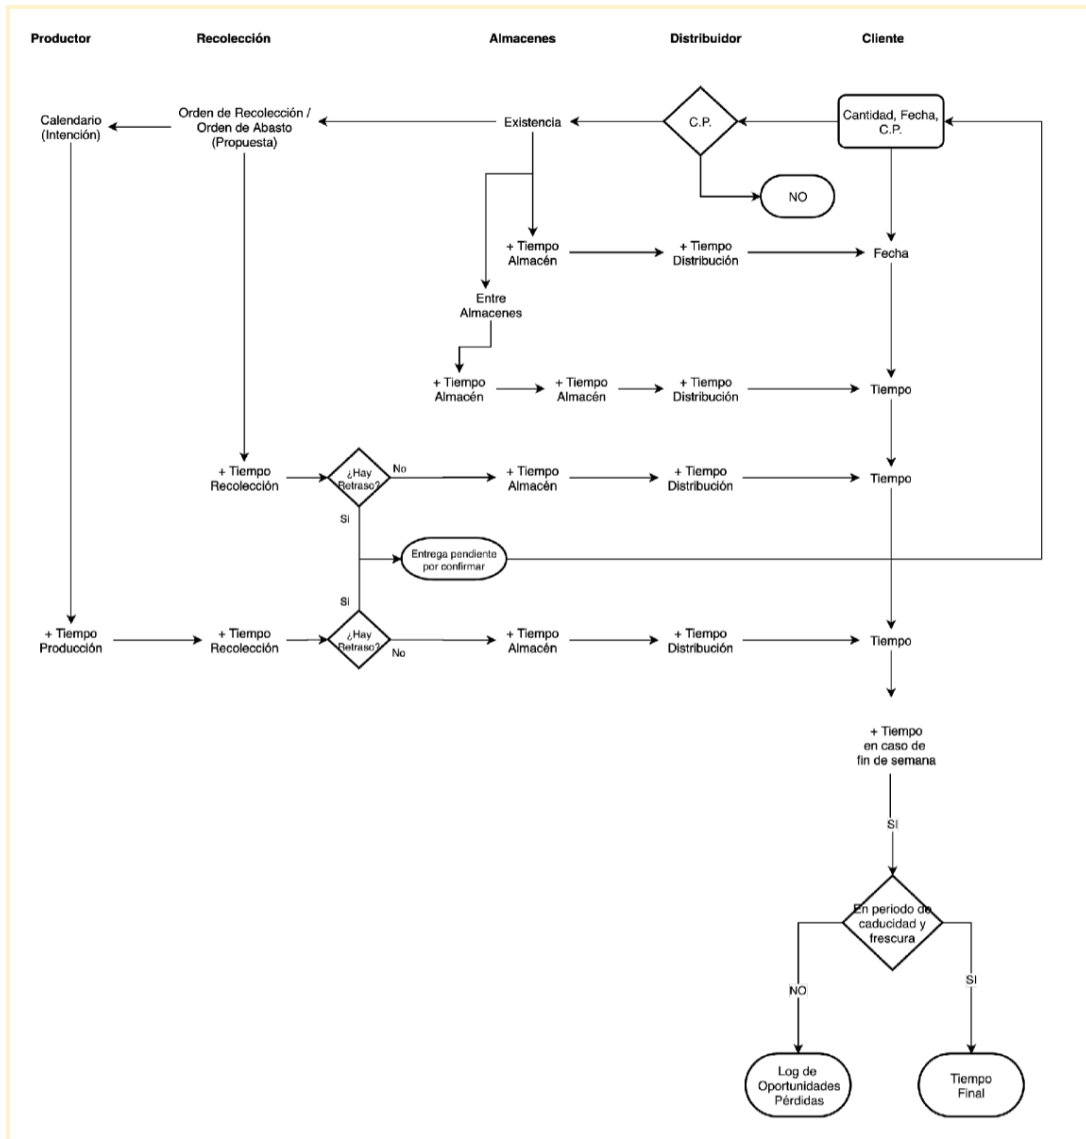 Productor
Recolección
Almacenes
Distribuidor
Cliente
Calendario
(Intención)
Orden de Recolección /
Orden de Abasto
(Propuesta)
Existencia
C.P.
Cantidad, Fecha,
C.P.
NO
+ Tiempo
Almacén
+ Tiempo
Distribución
Fecha
Entre
Almacenes
+ Tiempo
Almacén
+ Tiempo
Almacén
+ Tiempo
Distribución
Tiempo
+ Tiempo
Recolección
¿Hay
Retraso?
No
+ Tiempo
Almacén
+ Tiempo
Distribución
Tiempo
Si
Entrega pendiente
por confirmar
Si
+ Tiempo
Producción
+ Tiempo
Recolección
¿Hay
Retraso?
No
+ Tiempo
Almacén
+ Tiempo
Distribución
Tiempo
+ Tiempo
en caso de
fin de semana
SI
En periodo de
caducidad y
frescura
NO
SI
Log de
Oportunidades
Pérdidas
Tiempo
Final